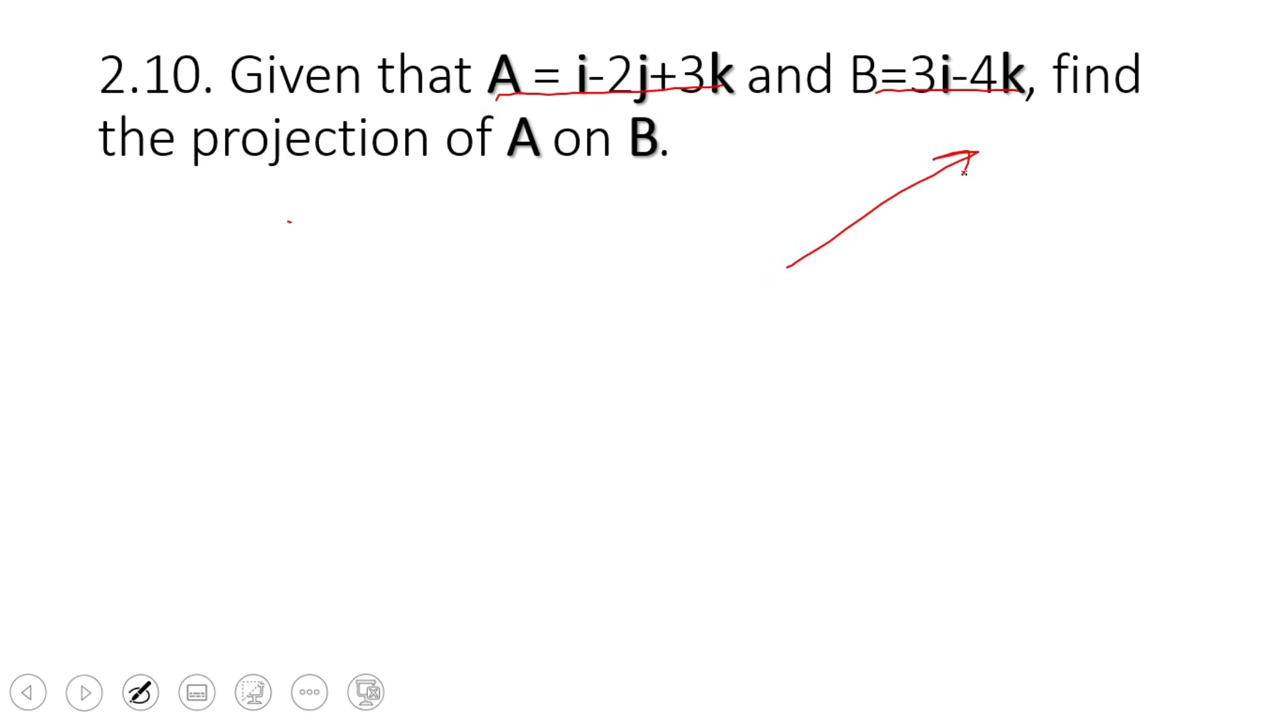 2.10. Given that A = i-2j+3k and B=3i-4k, find
the projection of A on B.